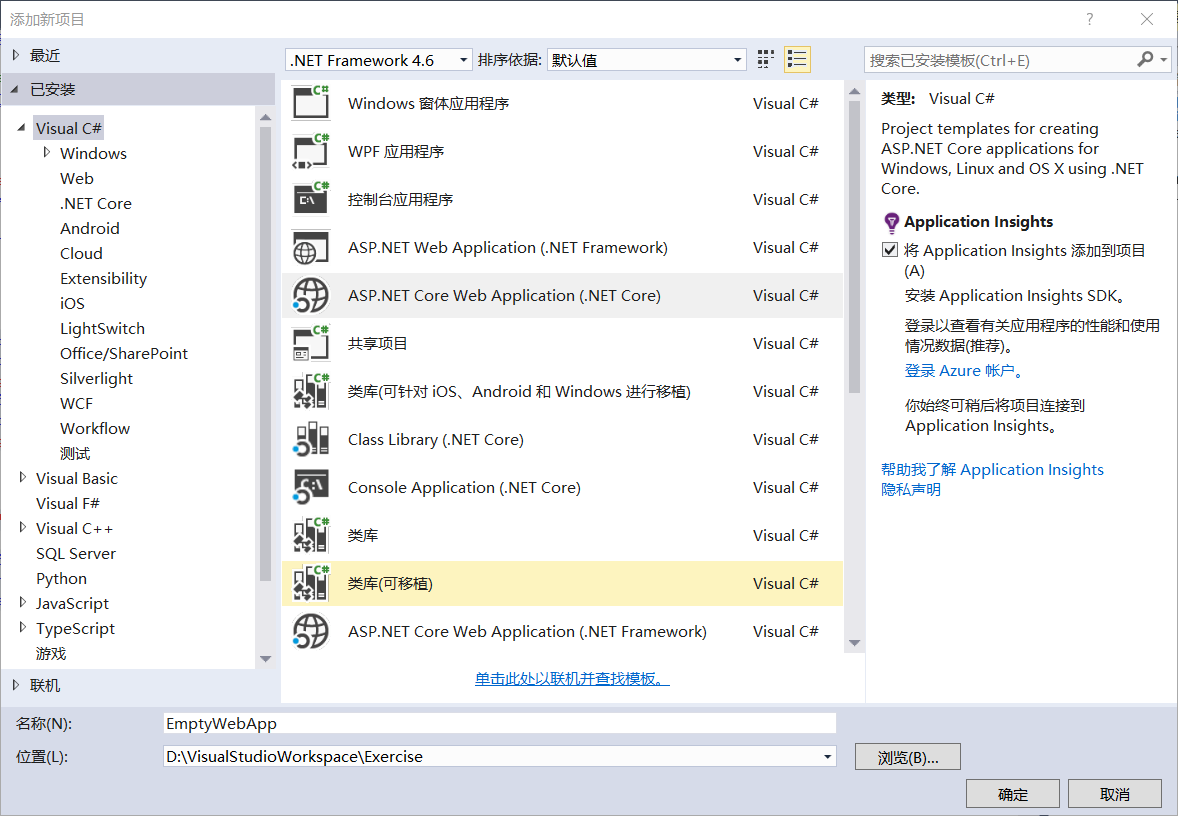 添加新项目
?
最近
已安装
.NET Framework 4.6
排序依据:
默认值
搜索已安装模板(Ctrl+E)
Visual C#
Windows
Web
.NET Core
Android
Cloud
Extensibility
iOS
LightSwitch
Office/SharePoint
Silverlight
WCF
Workflow
测试
Visual Basic
Visual F#
Visual C++
SQL Server
Python
JavaScript
TypeScript
游戏
联机
Windows 窗体应用程序 Visual C#
WPF 应用程序 Visual C#
控制台应用程序 Visual C#
ASP.NET Web Application (.NET Framework) Visual C#
ASP.NET Core Web Application (.NET Core) Visual C#
共享项目 Visual C#
类库(可针对 iOS、Android 和 Windows 进行移植) Visual C#
Class Library (.NET Core) Visual C#
Console Application (.NET Core) Visual C#
类库 Visual C#
类库(可移植) Visual C#
ASP.NET Core Web Application (.NET Framework) Visual C#
单击此处以联机并查找模板。
类型: Visual C#
Project templates for creating
ASP.NET Core applications for
Windows, Linux and OS X using .NET
Core.
Application Insights
将 Application Insights 添加到项目
(A)
安装 Application Insights SDK。
登录以查看有关应用程序的性能和使用
情况数据(推荐)。
登录 Azure 帐户。
你始终可稍后将项目连接到
Application Insights。
帮助我了解 Application Insights
隐私声明
名称(N): EmptyWebApp
位置(L): D:\VisualStudioWorkspace\Exercise
浏览(B)...
确定
取消